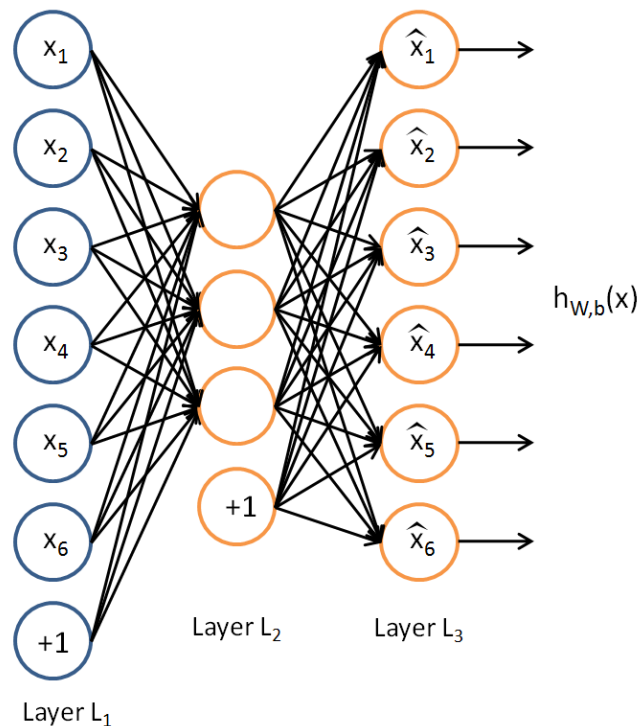 x₁
x₂
x₃
x₄
x₅
x₆
+1
Layer L₁
+1
Layer L₂
x̂₁
x̂₂
x̂₃
x̂₄
x̂₅
x̂₆
Layer L₃
h_{W,b}(x)